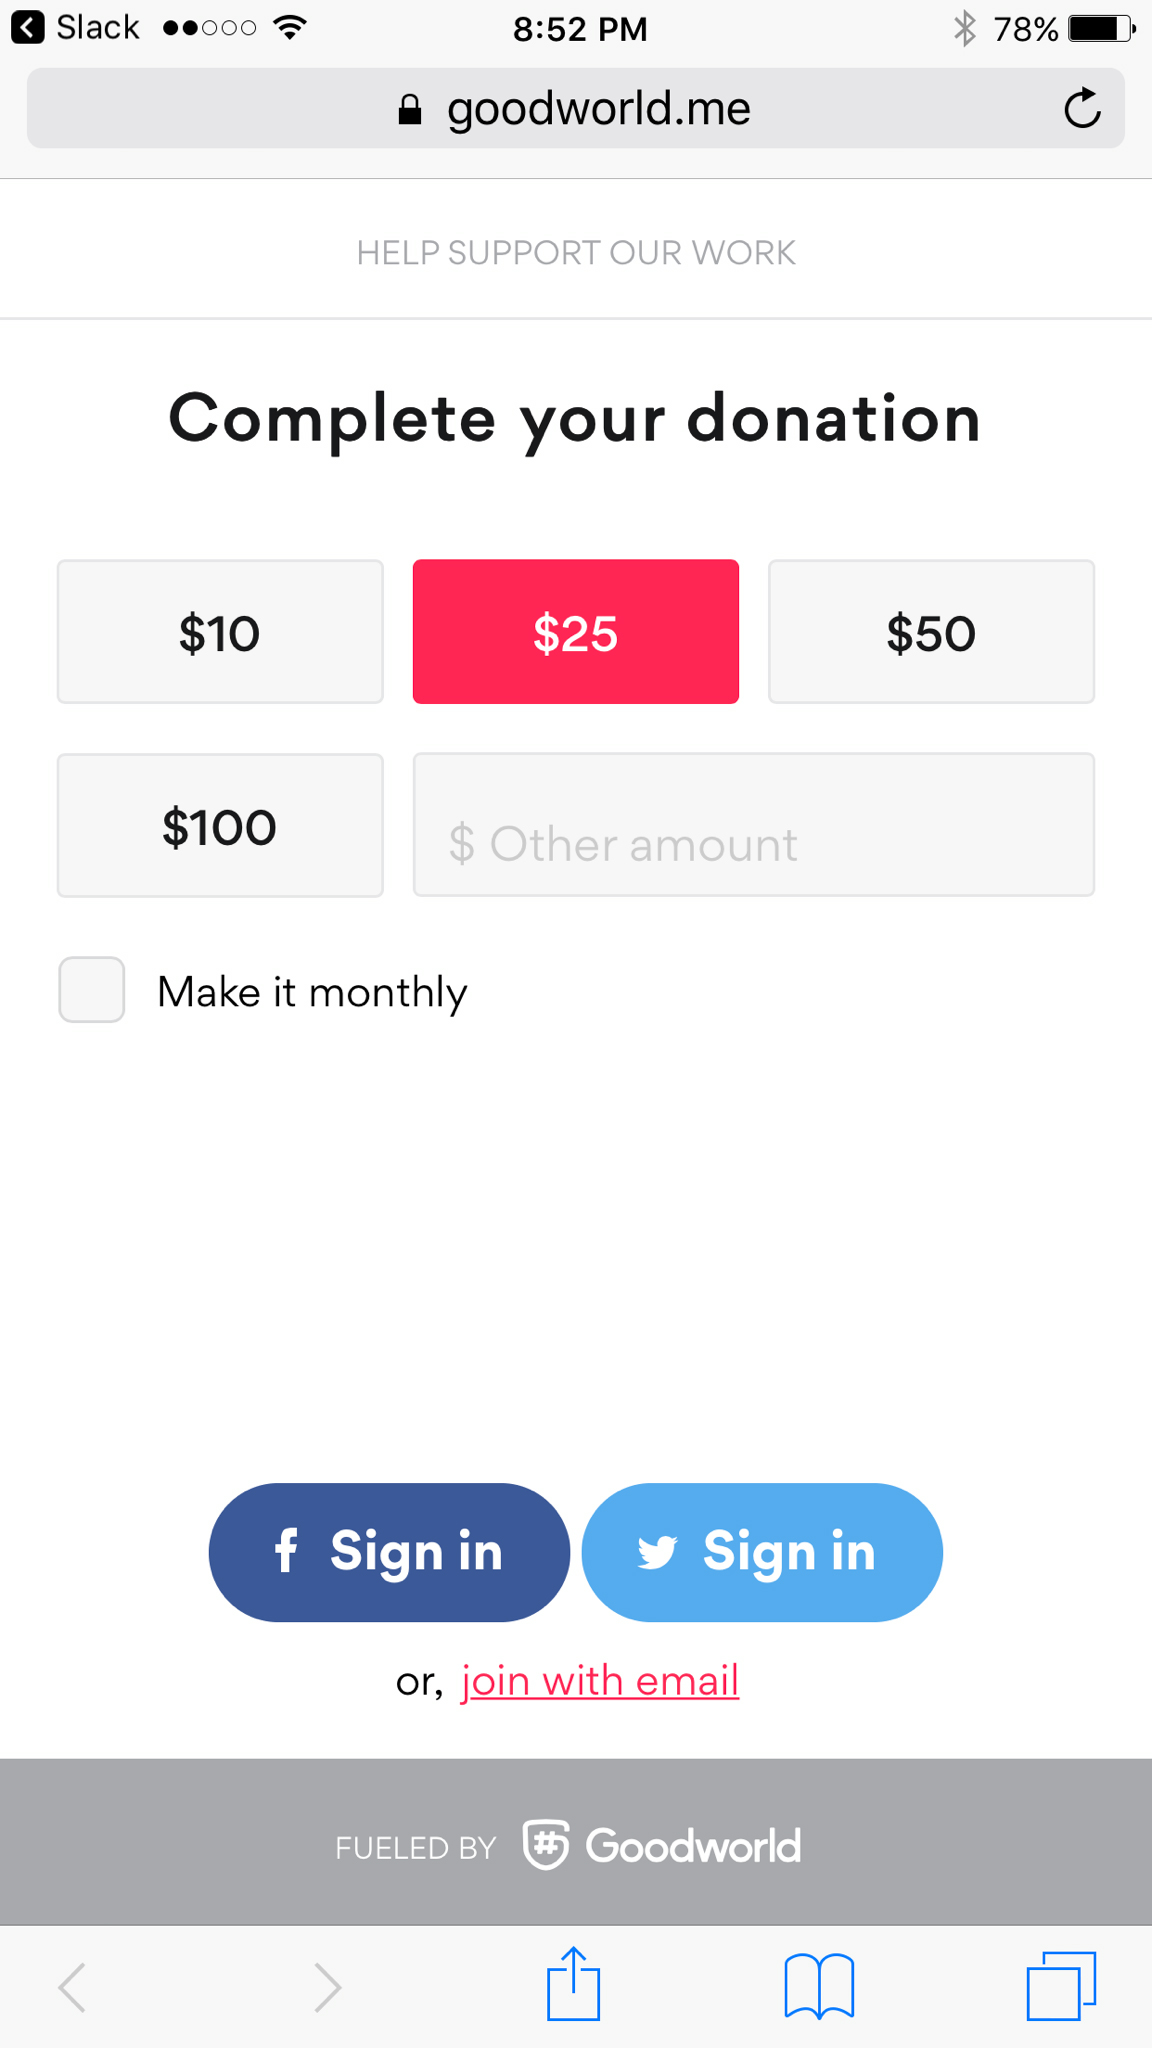 Slack 8:52 PM 78%
goodworld.me
HELP SUPPORT OUR WORK
Complete your donation
$10 $25 $50
$100 $ Other amount
Make it monthly
f Sign in Sign in
or, join with email
FUELED BY # Goodworld